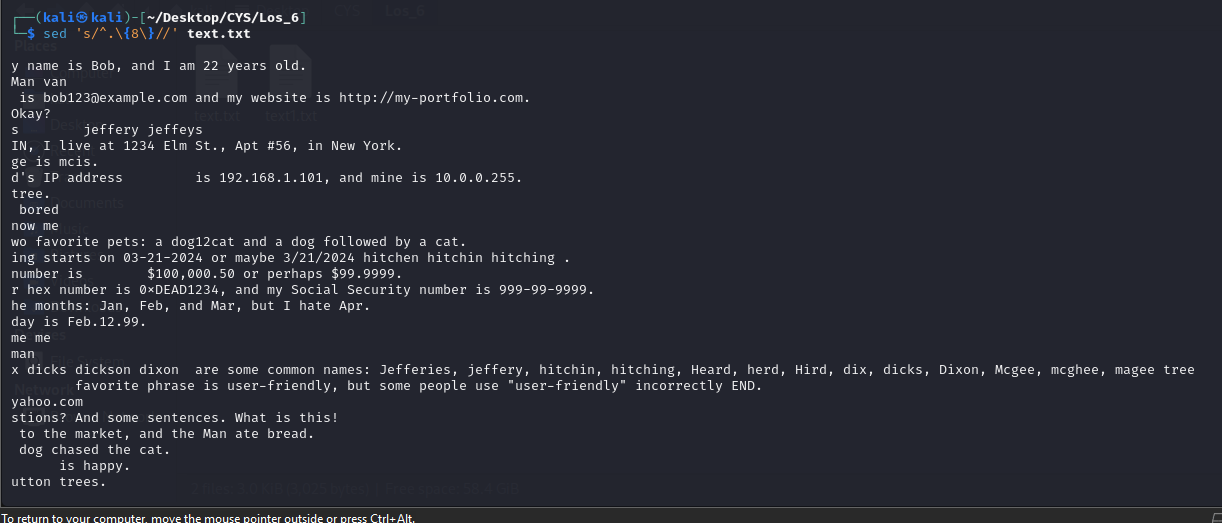 ┌──(kali㉿kali)-[~/Desktop/CYS/Los_6]
└─$ sed 's/^.\{8\}//' text.txt
y name is Bob, and I am 22 years old.
Man van
 is bob123@example.com and my website is http://my-portfolio.com.
Okay?
s        jeffery jeffeys
IN, I live at 1234 Elm St., Apt #56, in New York.
ge is mcis.
d's IP address         is 192.168.1.101, and mine is 10.0.0.255.
tree.
 bored
now me
wo favorite pets: a dog12cat and a dog followed by a cat.
ing starts on 03-21-2024 or maybe 3/21/2024 hitchen hitchin hitching .
number is        $100,000.50 or perhaps $99.9999.
r hex number is 0×DEAD1234, and my Social Security number is 999-99-9999.
he months: Jan, Feb, and Mar, but I hate Apr.
day is Feb.12.99.
me me
man
x dicks dickson dixon  are some common names: Jefferies, jeffery, hitchin, hitching, Heard, herd, Hird, dix, dicks, Dixon, Mcgee, mcghee, magee tree
        favorite phrase is user-friendly, but some people use "user-friendly" incorrectly END.
yahoo.com
stions? And some sentences. What is this!
 to the market, and the Man ate bread.
 dog chased the cat.
      is happy.
utton trees.
To return to your computer, move the mouse pointer outside or press Ctrl+Alt.